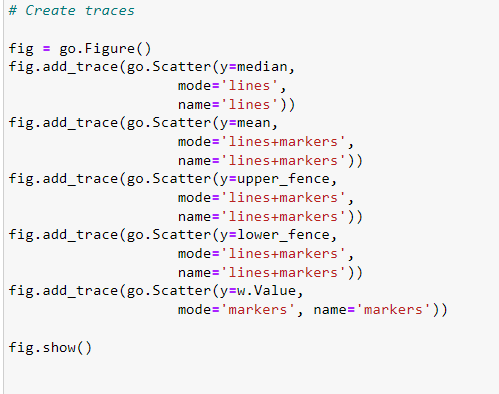 # Create traces
fig = go.Figure()
fig.add_trace(go.Scatter(y=median,
mode='lines',
name='lines'))
fig.add_trace(go.Scatter(y=mean,
mode='lines+markers',
name='lines+markers'))
fig.add_trace(go.Scatter(y=upper_fence,
mode='lines+markers',
name='lines+markers'))
fig.add_trace(go.Scatter(y=lower_fence,
mode='lines+markers',
name='lines+markers'))
fig.add_trace(go.Scatter(y=w.Value,
mode='markers', name='markers'))
fig.show()